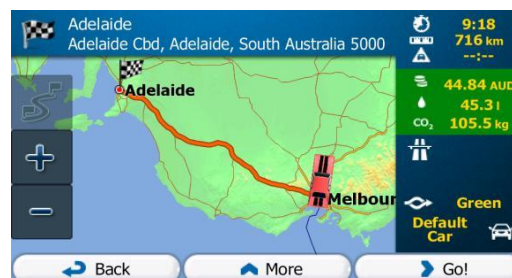 Adelaide
Adelaide Cbd, Adelaide, South Australia 5000
9:18
716 km
--:--
44.84 AUD
45.3 l
CO₂ 105.5 kg
Adelaide
Melbour
Green
Default
Car
Back
More
Go!